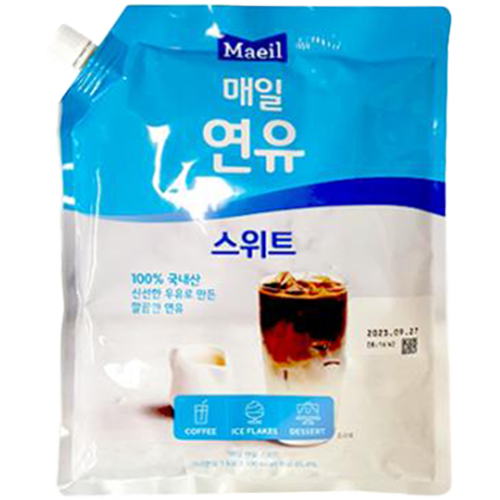 Maeil
매일
연유
스위트
100% 국내산
신선한 우유로 만든
깔끔한 연유
2023.09.27
COFFEE
ICE FLAKES
DESSERT